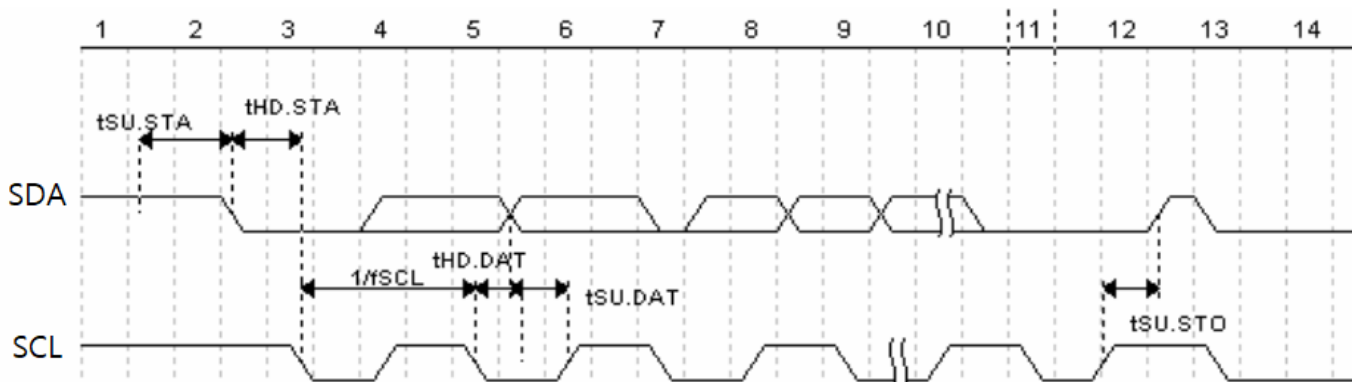 1 2 3 4 5 6 7 8 9 10 11 12 13 14
tHD.STA
tSU.STA
SDA
tHD.DAT
1/fSCL
tSU.DAT
tSU.STO
SCL